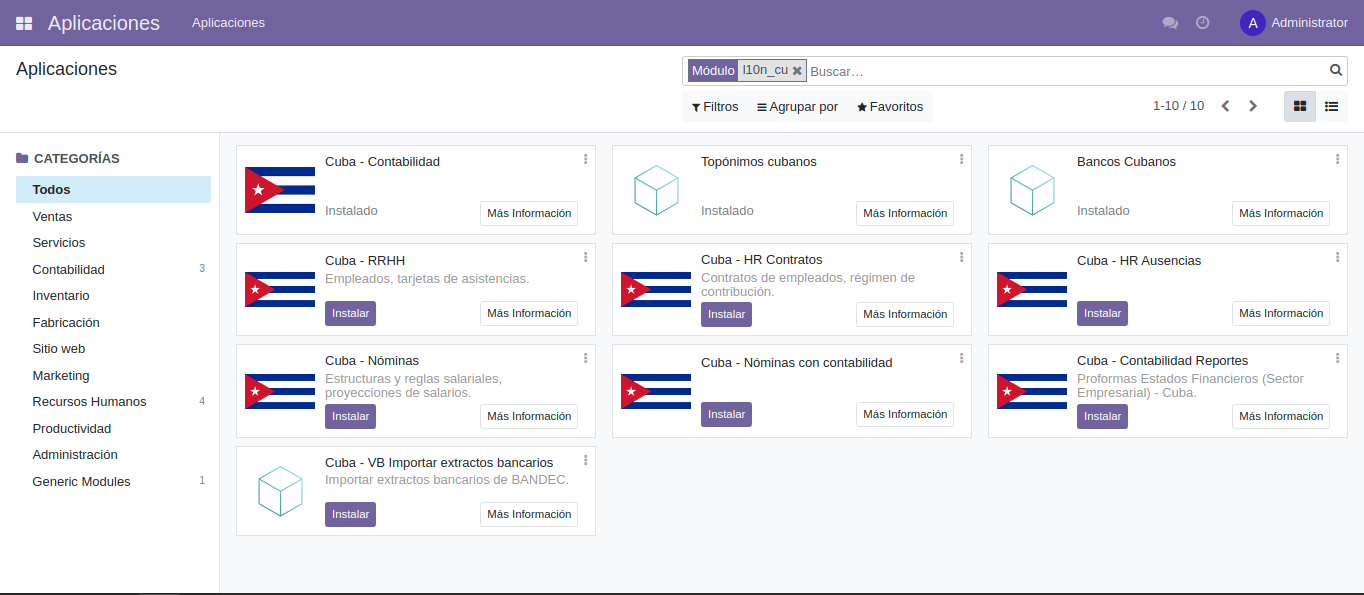 Aplicaciones
Aplicaciones
A
Administrator
Aplicaciones
Módulo
l10n_cu
Buscar...
Filtros
Agrupar por
Favoritos
1-10 / 10
CATEGORÍAS
Todos
Ventas
Servicios
Contabilidad 3
Inventario
Fabricación
Sitio web
Marketing
Recursos Humanos 4
Productividad
Administración
Generic Modules 1
Cuba - Contabilidad
Instalado
Más Información
Topónimos cubanos
Instalado
Más Información
Bancos Cubanos
Instalado
Más Información
Cuba - RRHH
Empleados, tarjetas de asistencias.
Instalar
Más Información
Cuba - HR Contratos
Contratos de empleados, régimen de
contribución.
Instalar
Más Información
Cuba - HR Ausencias
Instalar
Más Información
Cuba - Nóminas
Estructuras y reglas salariales,
proyecciones de salarios.
Instalar
Más Información
Cuba - Nóminas con contabilidad
Instalar
Más Información
Cuba - Contabilidad Reportes
Proformas Estados Financieros (Sector
Empresarial) - Cuba.
Instalar
Más Información
Cuba - VB Importar extractos bancarios
Importar extractos bancarios de BANDEC.
Instalar
Más Información